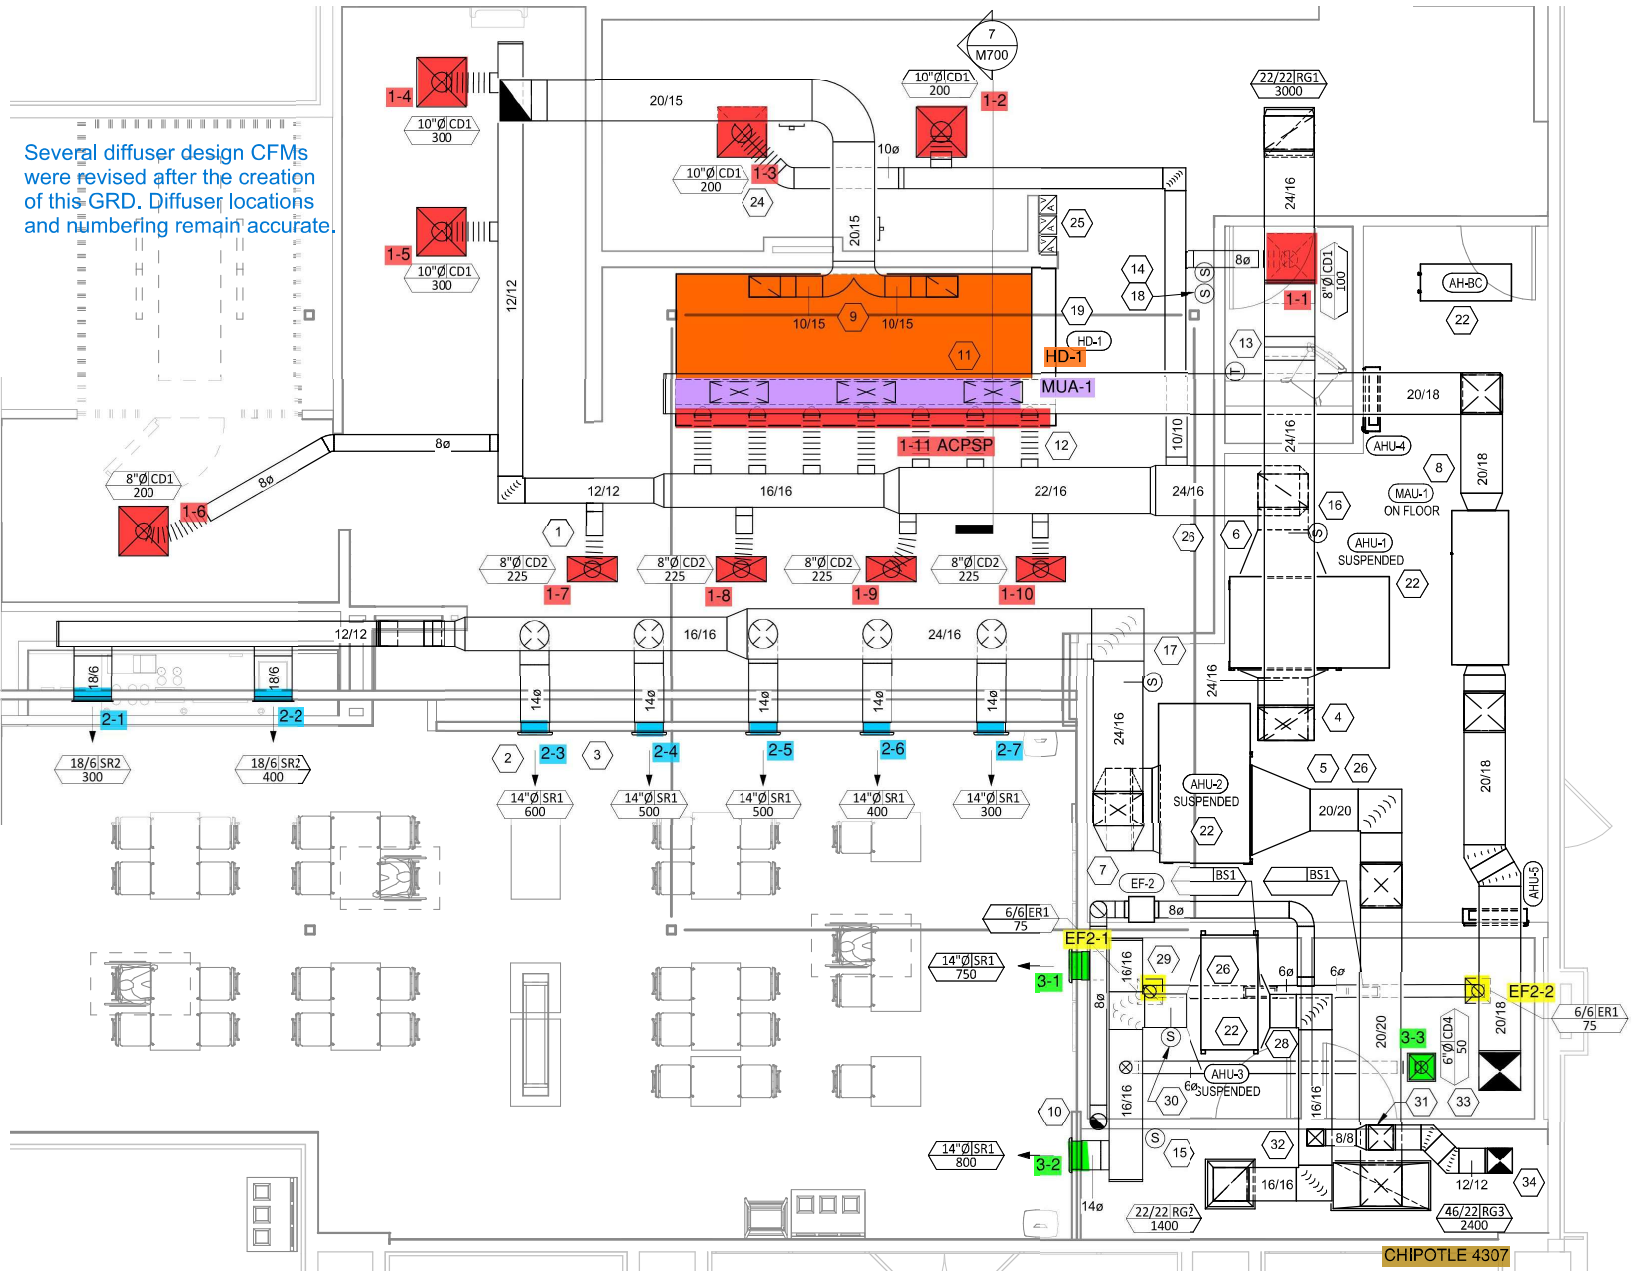 7
M700
22/22 RG1
3000
10"Ø CD1
200
1-2
1-4
20/15
10"Ø CD1
300
10ø
Several diffuser design CFMs
were revised after the creation
of this GRD. Diffuser locations
and numbering remain accurate.
10"Ø CD1
200
1-3
24
24/16
20/15
25
1-5
10"Ø CD1
300
12/12
14
18
S
S
8ø
8"Ø CD1
100
1-1
AH-BC
22
10/15
9
10/15
19
HD-1
11
HD-1
13
T
MUA-1
20/18
1-11 ACPSP
12
10/10
24/16
AHU-4
8ø
8ø
8
20/18
8"Ø CD1
200
1-6
12/12
16/16
22/16
24/16
MAU-1
ON FLOOR
16
1
26
6
S
AHU-1
SUSPENDED
22
8"Ø CD2
225
8"Ø CD2
225
8"Ø CD2
225
8"Ø CD2
225
1-7
1-8
1-9
1-10
12/12
16/16
24/16
17
18/6
18/6
14ø
14ø
14ø
14ø
14ø
S
24/16
24/16
2-1
2-2
2
2-3
3
2-4
2-5
2-6
2-7
4
18/6 SR2
300
18/6 SR2
400
14"Ø SR1
600
14"Ø SR1
500
14"Ø SR1
500
14"Ø SR1
400
14"Ø SR1
300
AHU-2
SUSPENDED
22
5
26
20/20
20/18
7
EF-2
BS1
BS1
AHU-5
6/6 ER1
75
8ø
EF2-1
14"Ø SR1
750
3-1
16/16
29
26
6ø
6ø
8ø
EF2-2
6/6 ER1
75
20/18
20/20
22
S
28
3-3
6"Ø CD4
50
AHU-3
SUSPENDED
6ø
16/16
30
16/16
10
31
33
14"Ø SR1
800
3-2
S
15
32
8/8
34
16/16
12/12
14ø
22/22 RG2
1400
46/22 RG3
2400
CHIPOTLE 4307